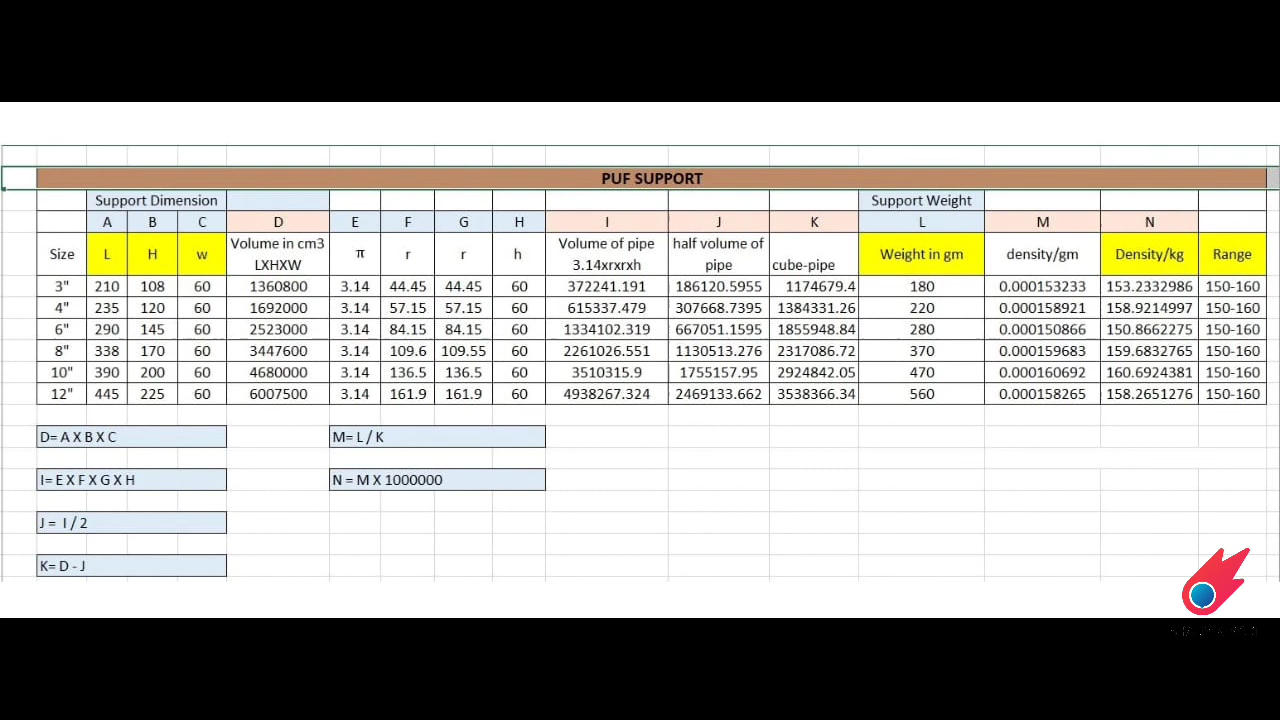 PUF SUPPORT
Support Dimension Support Weight
A B C D E F G H I J K L M N
Size L H w Volume in cm3 LXHXW π r r h Volume of pipe 3.14xrxrxh half volume of pipe cube-pipe Weight in gm density/gm Density/kg Range
3" 210 108 60 1360800 3.14 44.45 44.45 60 372241.191 186120.5955 1174679.4 180 0.000153233 153.2332986 150-160
4" 235 120 60 1692000 3.14 57.15 57.15 60 615337.479 307668.7395 1384331.26 220 0.000158921 158.9214997 150-160
6" 290 145 60 2523000 3.14 84.15 84.15 60 1334102.319 667051.1595 1855948.84 280 0.000150866 150.8662275 150-160
8" 338 170 60 3447600 3.14 109.6 109.55 60 2261026.551 1130513.276 2317086.72 370 0.000159683 159.6832765 150-160
10" 390 200 60 4680000 3.14 136.5 136.5 60 3510315.9 1755157.95 2924842.05 470 0.000160692 160.6924381 150-160
12" 445 225 60 6007500 3.14 161.9 161.9 60 4938267.324 2469133.662 3538366.34 560 0.000158265 158.2651276 150-160
D= A X B X C M= L / K
I= E X F X G X H N = M X 1000000
J = I / 2
K= D - J